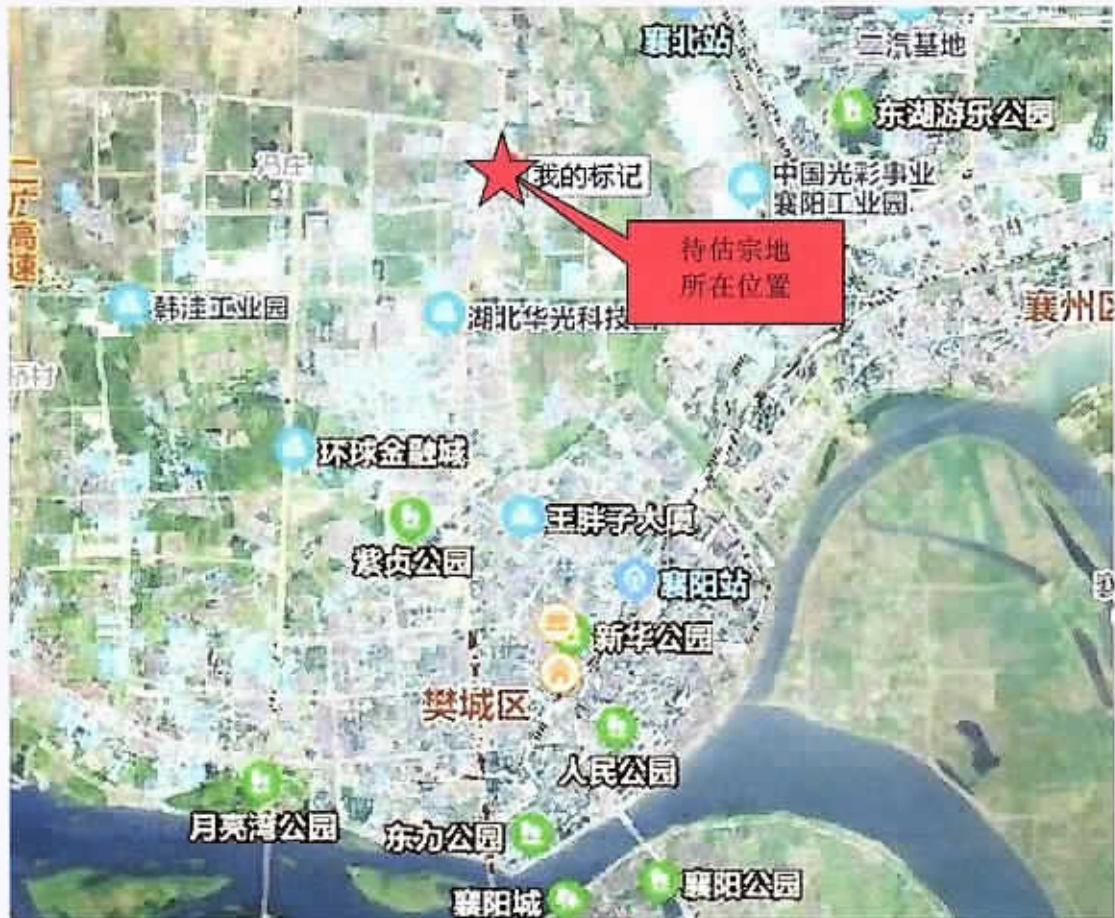 襄北站
二汽基地
东湖游乐公园
冯庄
我的标记
中国光彩事业
襄阳工业园
二广高速
待估宗地
所在位置
韩洼工业园
湖北华光科技
襄州区
环球金融城
王胖子大厦
紫贞公园
襄阳站
新华公园
樊城区
人民公园
月亮湾公园
东力公园
襄阳公园
襄阳城